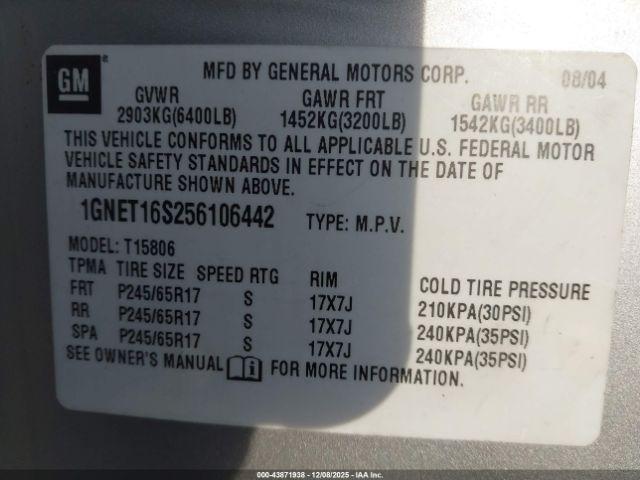 GM
MFD BY GENERAL MOTORS CORP. 08/04
GVWR GAWR FRT GAWR RR
2903KG(6400LB) 1452KG(3200LB) 1542KG(3400LB)
THIS VEHICLE CONFORMS TO ALL APPLICABLE U.S. FEDERAL MOTOR
VEHICLE SAFETY STANDARDS IN EFFECT ON THE DATE OF
MANUFACTURE SHOWN ABOVE.
1GNET16S256106442 TYPE: M.P.V.
MODEL: T15806
TPMA TIRE SIZE SPEED RTG RIM COLD TIRE PRESSURE
FRT P245/65R17 S 17X7J 210KPA(30PSI)
RR P245/65R17 S 17X7J 240KPA(35PSI)
SPA P245/65R17 S 17X7J 240KPA(35PSI)
SEE OWNER'S MANUAL i FOR MORE INFORMATION.
000-43871938 - 12/08/2025 - IAA Inc.